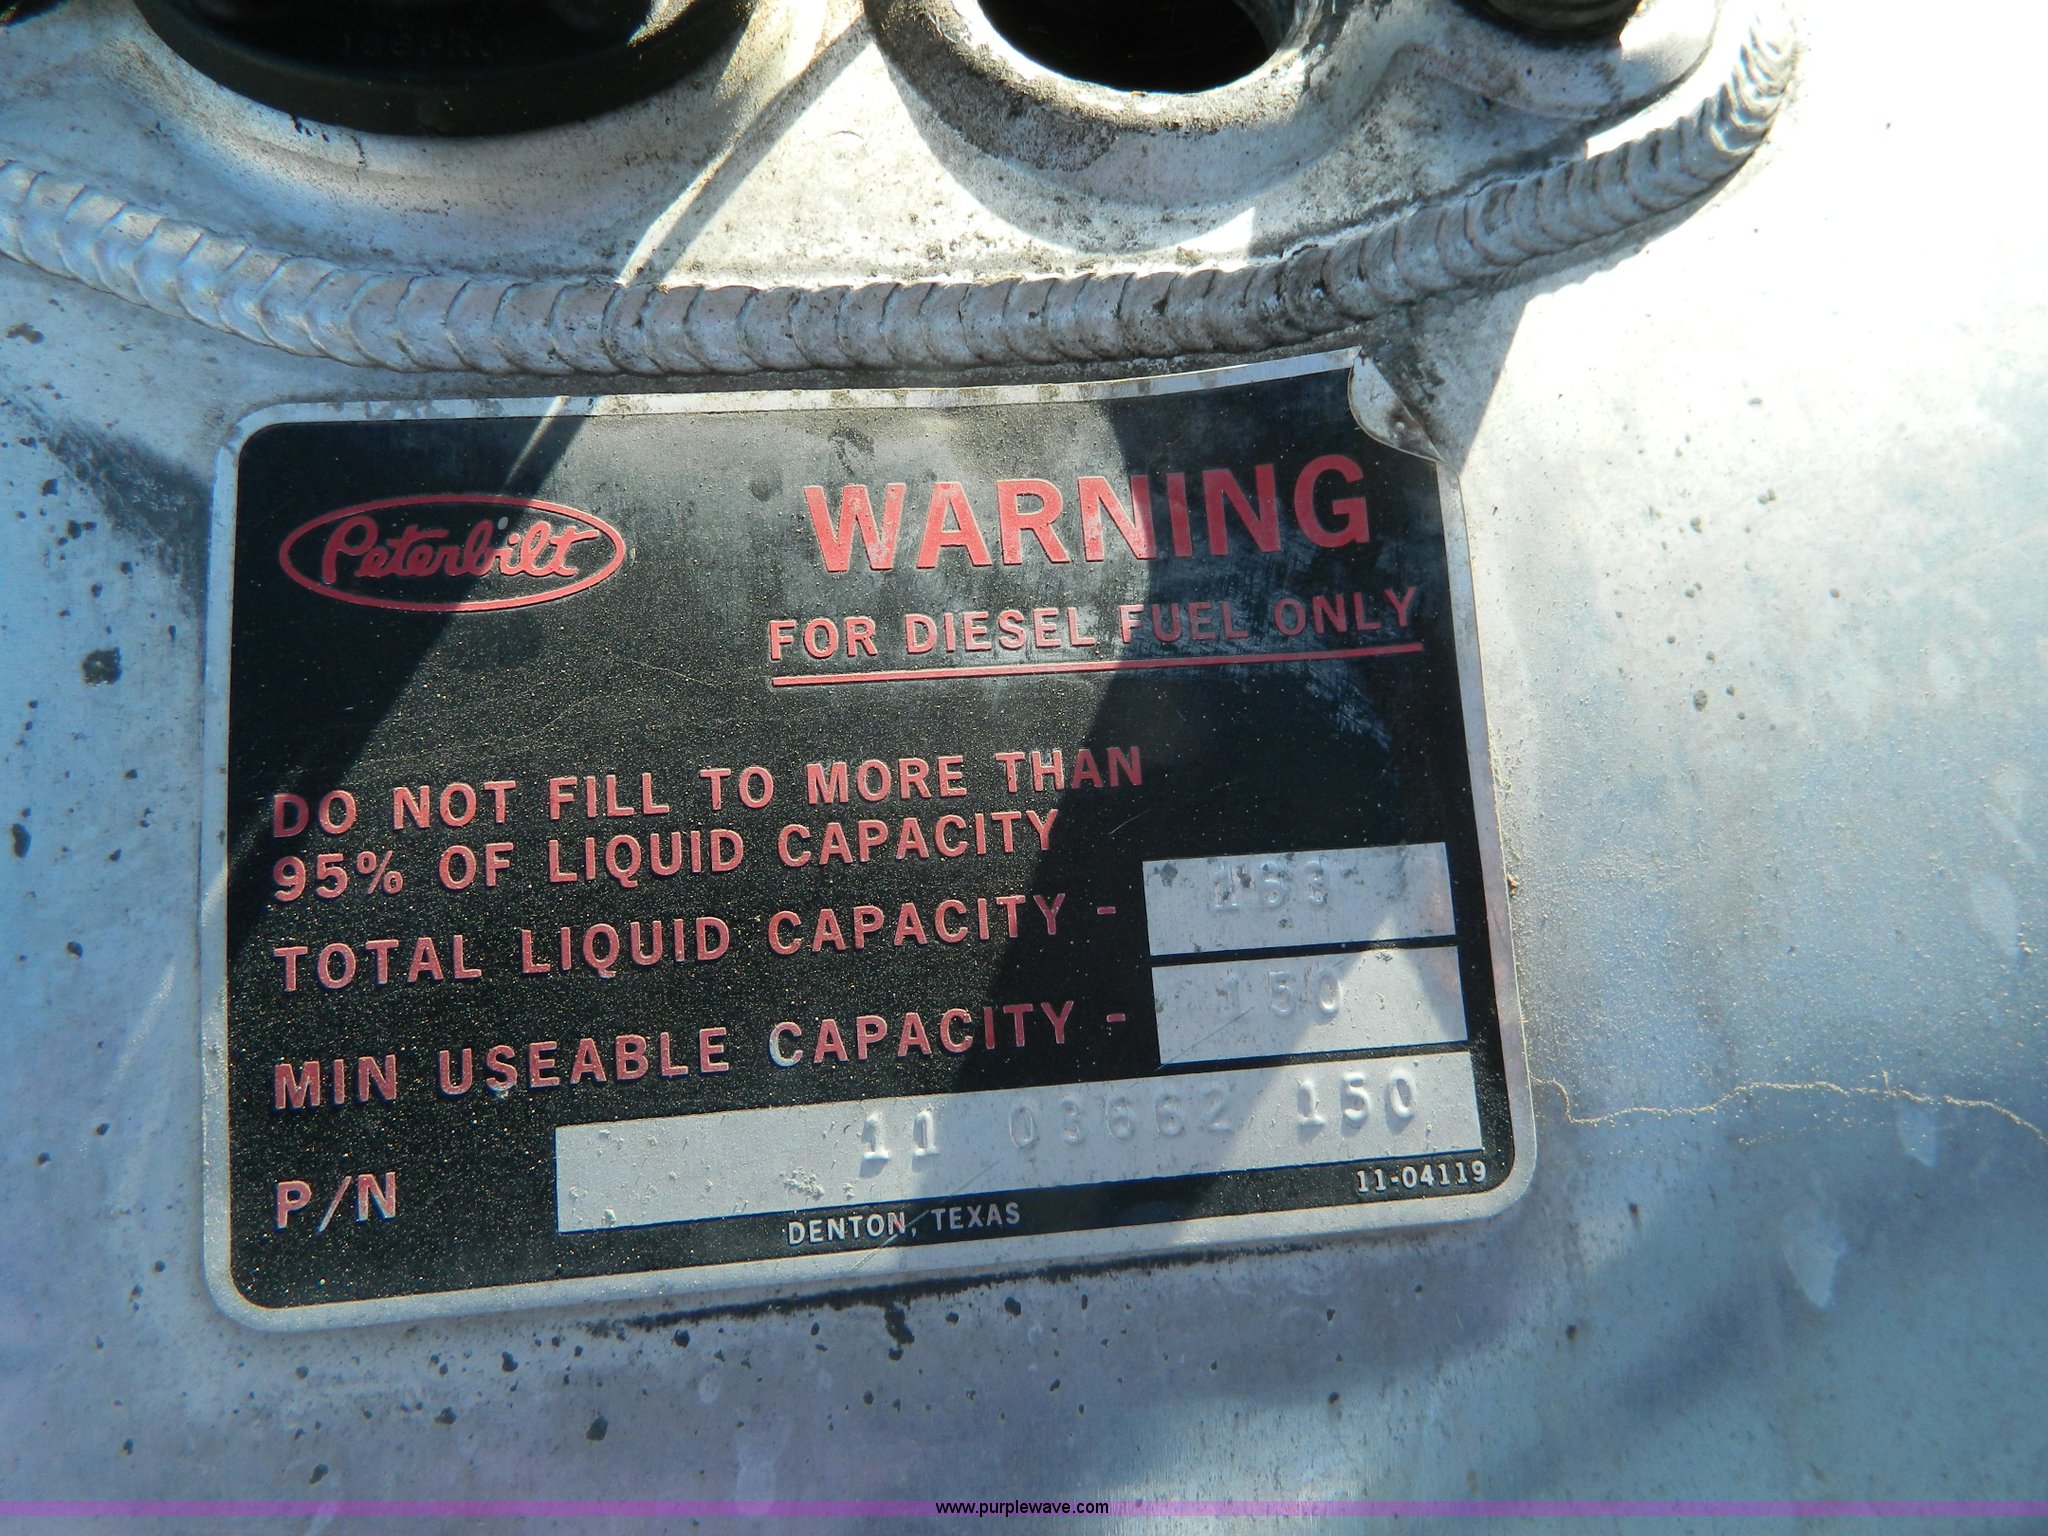 Peterbilt
WARNING
FOR DIESEL FUEL ONLY
DO NOT FILL TO MORE THAN
95% OF LIQUID CAPACITY
TOTAL LIQUID CAPACITY -
MIN USEABLE CAPACITY - 150
P/N 11 03662 150
DENTON, TEXAS 11-04119
www.purplewave.com